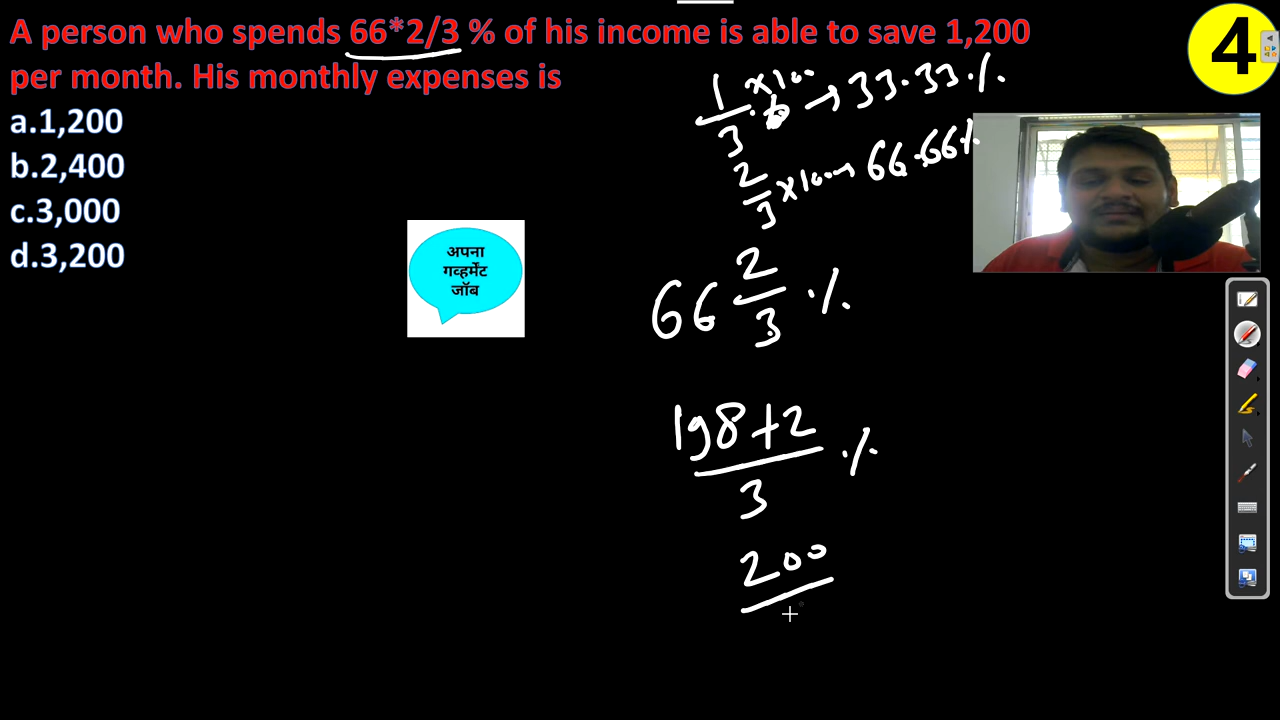 A person who spends 66*2/3 % of his income is able to save 1,200
per month. His monthly expenses is
a.1,200
b.2,400
c.3,000
d.3,200
4
अपना
गव्हर्मेंट
जॉब
1/3 ×100 → 33.33%
2/3 ×100 → 66.66%
66 2/3 %
198+2
3 %
200